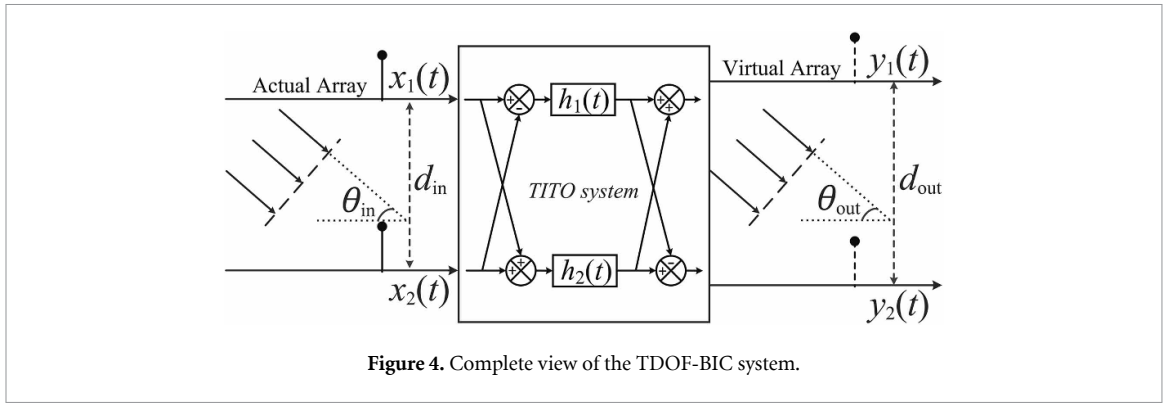 Actual Array
x₁(t)
θin
din
x₂(t)
+
-
h₁(t)
+
+
TITO system
+
+
h₂(t)
-
+
Virtual Array
y₁(t)
θout
dout
y₂(t)
Figure 4. Complete view of the TDOF-BIC system.